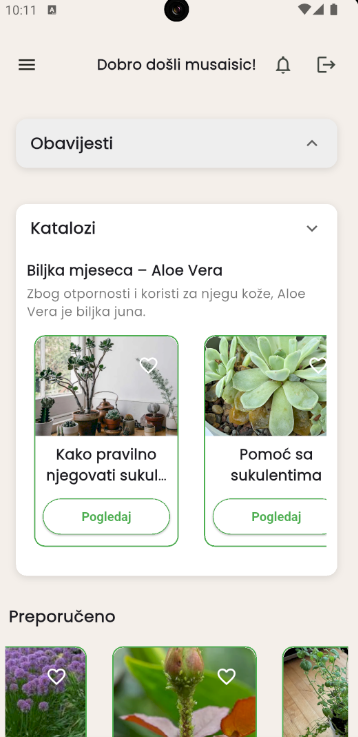 10:11 A
Dobro došli musaisic!
Obavijesti
Katalozi
Biljka mjeseca – Aloe Vera
Zbog otpornosti i koristi za njegu kože, Aloe
Vera je biljka juna.
Kako pravilno
njegovati sukul...
Pogledaj
Pomoć sa
sukulentima
Pogledaj
Preporučeno